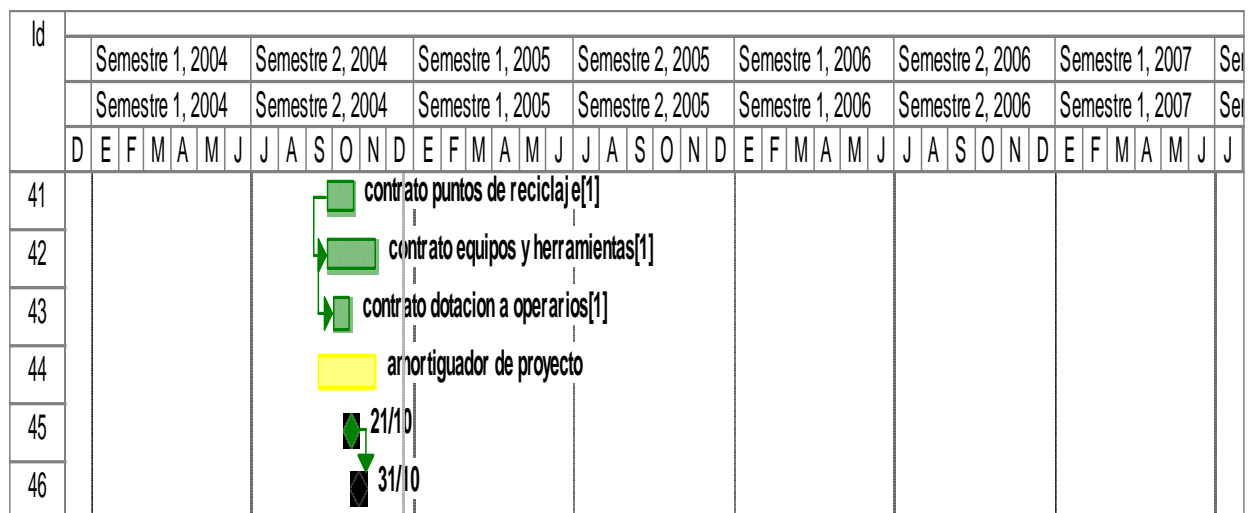 Id
Semestre 1, 2004 Semestre 2, 2004 Semestre 1, 2005 Semestre 2, 2005 Semestre 1, 2006 Semestre 2, 2006 Semestre 1, 2007 Se
Semestre 1, 2004 Semestre 2, 2004 Semestre 1, 2005 Semestre 2, 2005 Semestre 1, 2006 Semestre 2, 2006 Semestre 1, 2007 Se
D E F M A M J J A S O N D E F M A M J J A S O N D E F M A M J J A S O N D E F M A M J J
41 contrato puntos de reciclaje[1]
42 contrato equipos y herramientas[1]
43 contrato dotacion a operarios[1]
44 amortiguador de proyecto
45 21/10
46 31/10